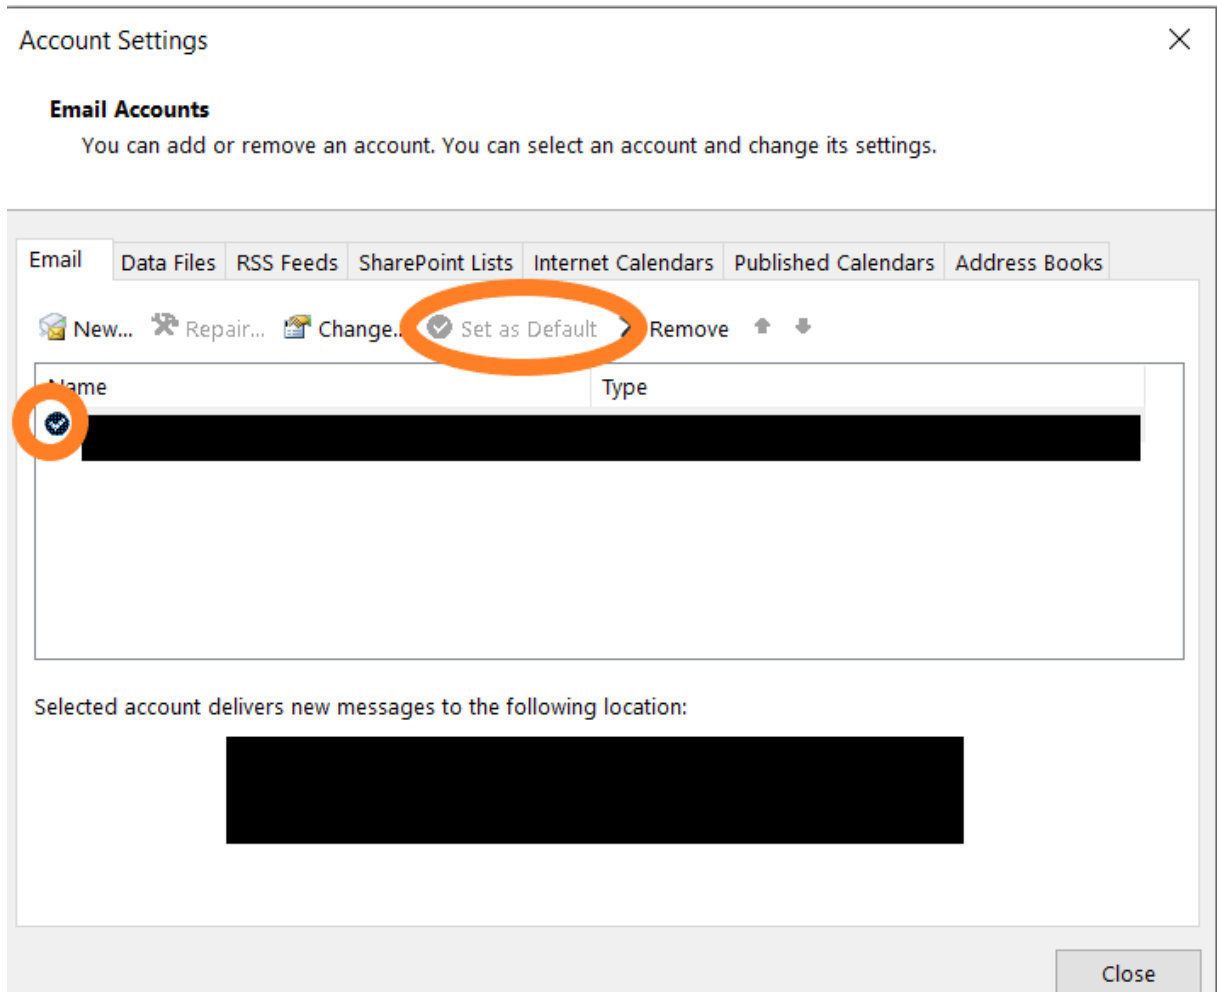 Account Settings
Email Accounts
You can add or remove an account. You can select an account and change its settings.
Email Data Files RSS Feeds SharePoint Lists Internet Calendars Published Calendars Address Books
New... Repair... Change... Set as Default Remove
Name Type
Selected account delivers new messages to the following location:
Close